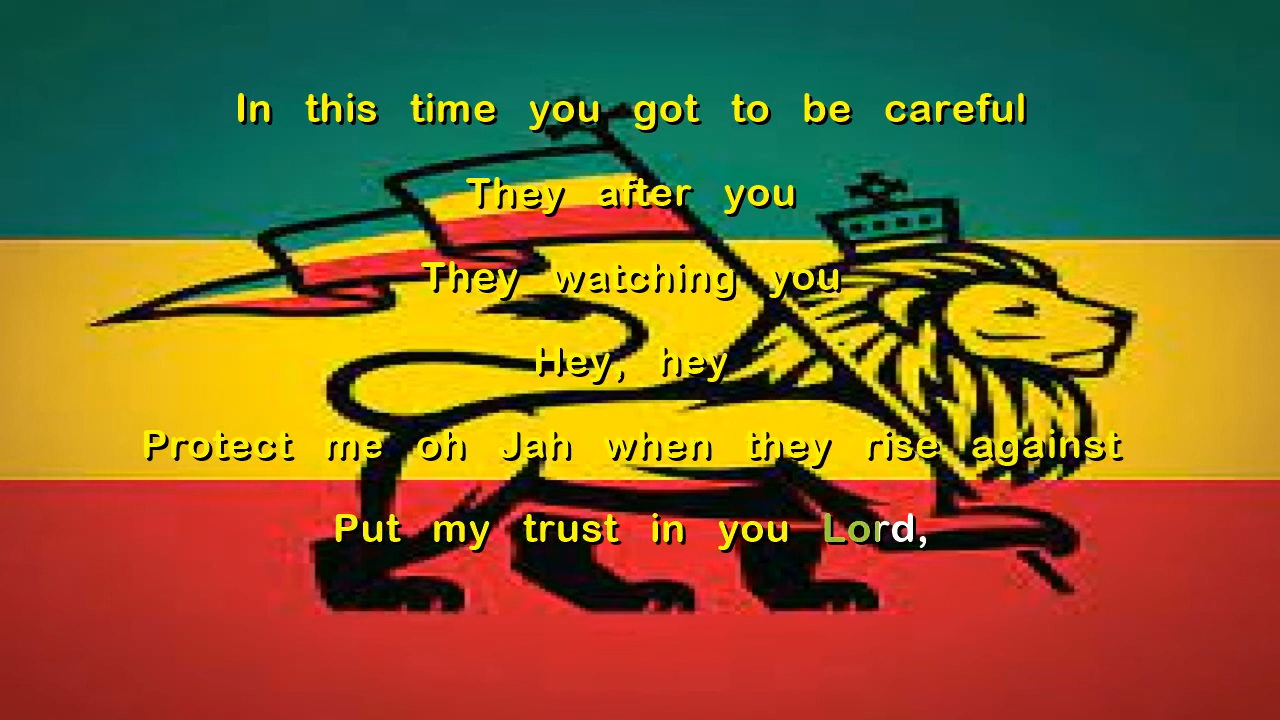 In this time you got to be careful
They after you
They watching you
Hey, hey
Protect me oh Jah when they rise against
Put my trust in you Lord,